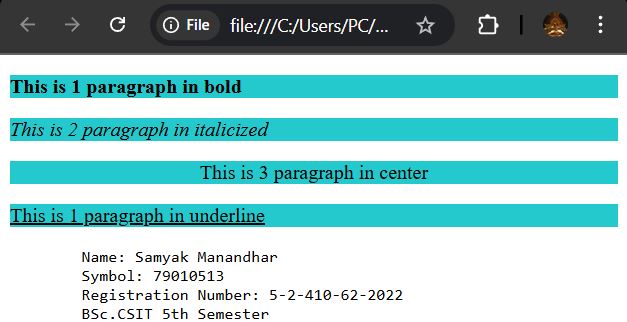 File file:///C:/Users/PC/...
This is 1 paragraph in bold
This is 2 paragraph in italicized
This is 3 paragraph in center
This is 1 paragraph in underline
Name: Samyak Manandhar
Symbol: 79010513
Registration Number: 5-2-410-62-2022
BSc.CSIT 5th Semester